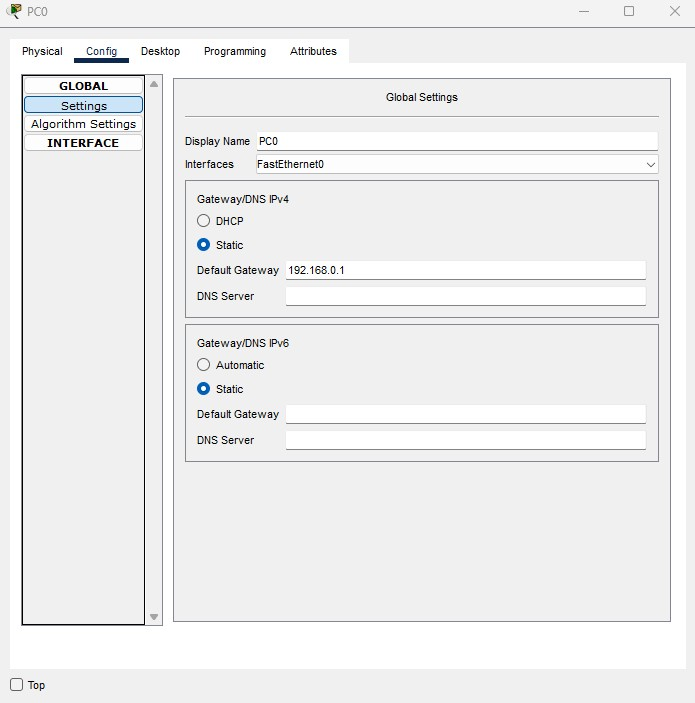 PC0
Physical Config Desktop Programming Attributes
GLOBAL
Settings
Algorithm Settings
INTERFACE
Global Settings
Display Name PC0
Interfaces FastEthernet0
Gateway/DNS IPv4
DHCP
Static
Default Gateway 192.168.0.1
DNS Server
Gateway/DNS IPv6
Automatic
Static
Default Gateway
DNS Server
Top